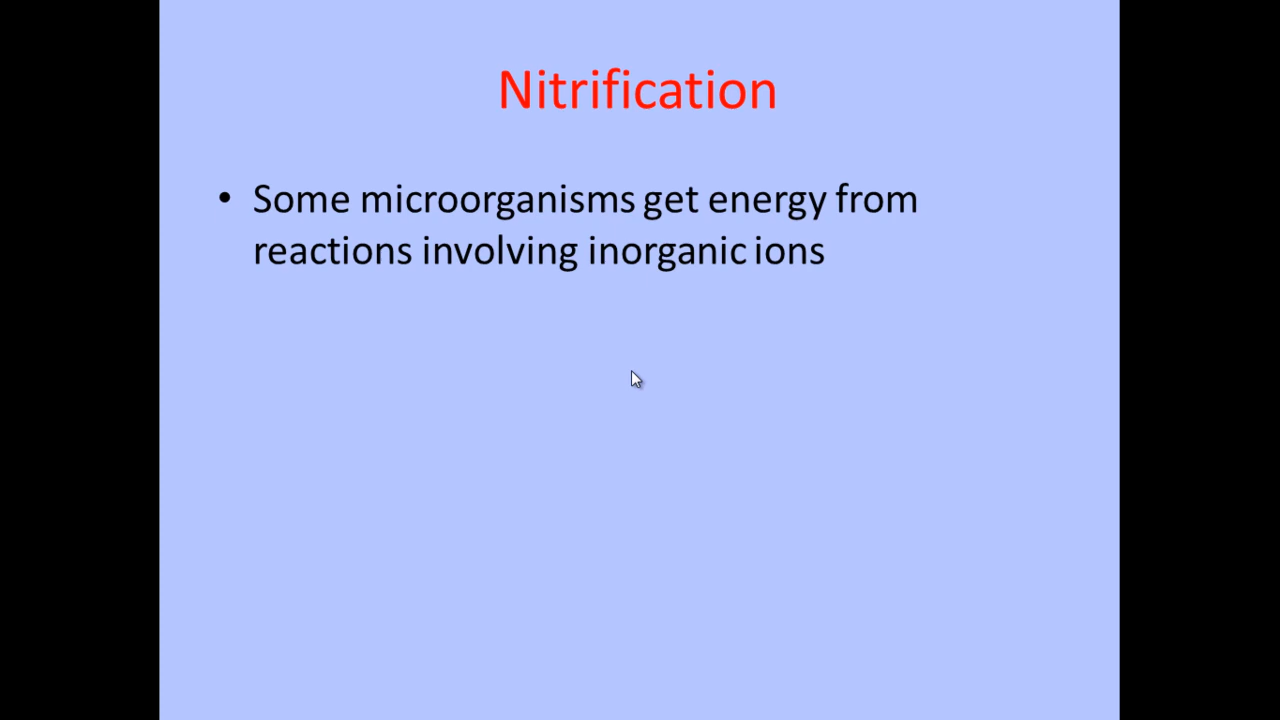 Nitrification
• Some microorganisms get energy from
reactions involving inorganic ions